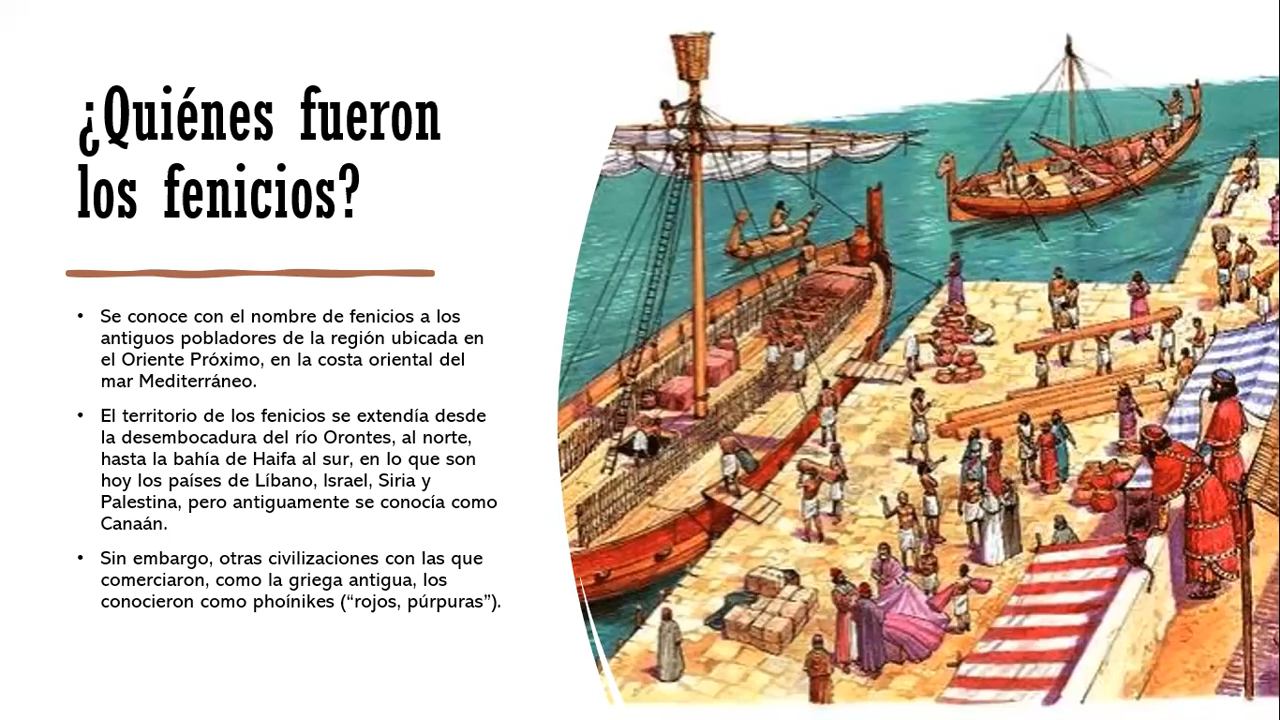 ¿Quiénes fueron
los fenicios?
• Se conoce con el nombre de fenicios a los
antiguos pobladores de la región ubicada en
el Oriente Próximo, en la costa oriental del
mar Mediterráneo.
• El territorio de los fenicios se extendía desde
la desembocadura del río Orontes, al norte,
hasta la bahía de Haifa al sur, en lo que son
hoy los países de Líbano, Israel, Siria y
Palestina, pero antiguamente se conocía como
Canaán.
• Sin embargo, otras civilizaciones con las que
comerciaron, como la griega antigua, los
conocieron como phoínikes (“rojos, púrpuras”).